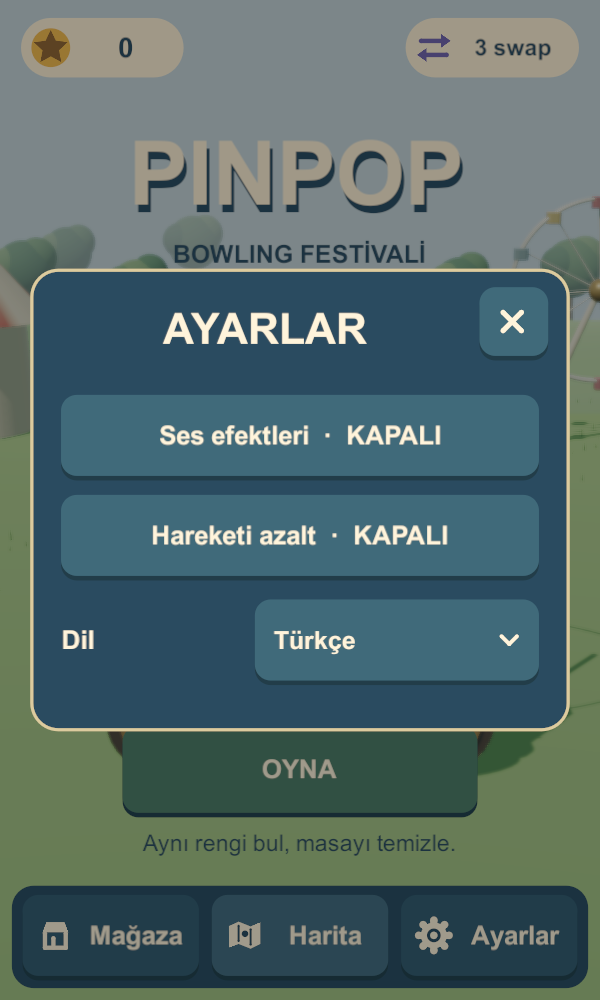 0
3 swap
PINPOP
BOWLING FESTİVALİ
AYARLAR
Ses efektleri · KAPALI
Hareketi azalt · KAPALI
Dil
Türkçe
OYNA
Aynı rengi bul, masayı temizle.
Mağaza
Harita
Ayarlar